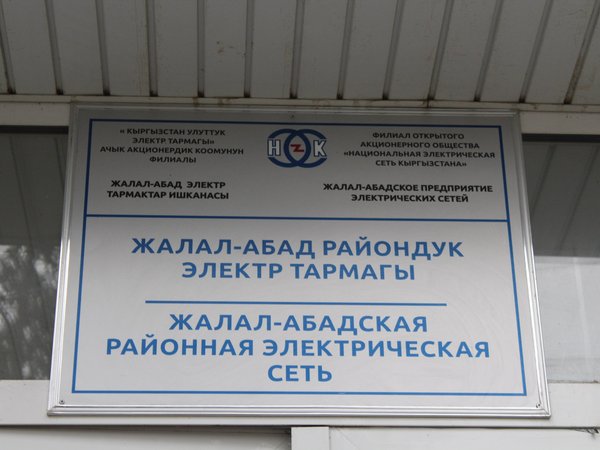 « КЫРГЫЗСТАН УЛУТТУК
ЭЛЕКТР ТАРМАГЫ»
АЧЫК АКЦИОНЕРДИК КООМУНУН
ФИЛИАЛЫ
ЖАЛАЛ-АБАД ЭЛЕКТР
ТАРМАКТАР ИШКАНАСЫ
НЭСК
ФИЛИАЛ ОТКРЫТОГО
АКЦИОНЕРНОГО ОБЩЕСТВА
«НАЦИОНАЛЬНАЯ ЭЛЕКТРИЧЕСКАЯ
СЕТЬ КЫРГЫЗСТАНА»
ЖАЛАЛ-АБАДСКОЕ ПРЕДПРИЯТИЕ
ЭЛЕКТРИЧЕСКИХ СЕТЕЙ
ЖАЛАЛ-АБАД РАЙОНДУК
ЭЛЕКТР ТАРМАГЫ
ЖАЛАЛ-АБАДСКАЯ
РАЙОННАЯ ЭЛЕКТРИЧЕСКАЯ
СЕТЬ